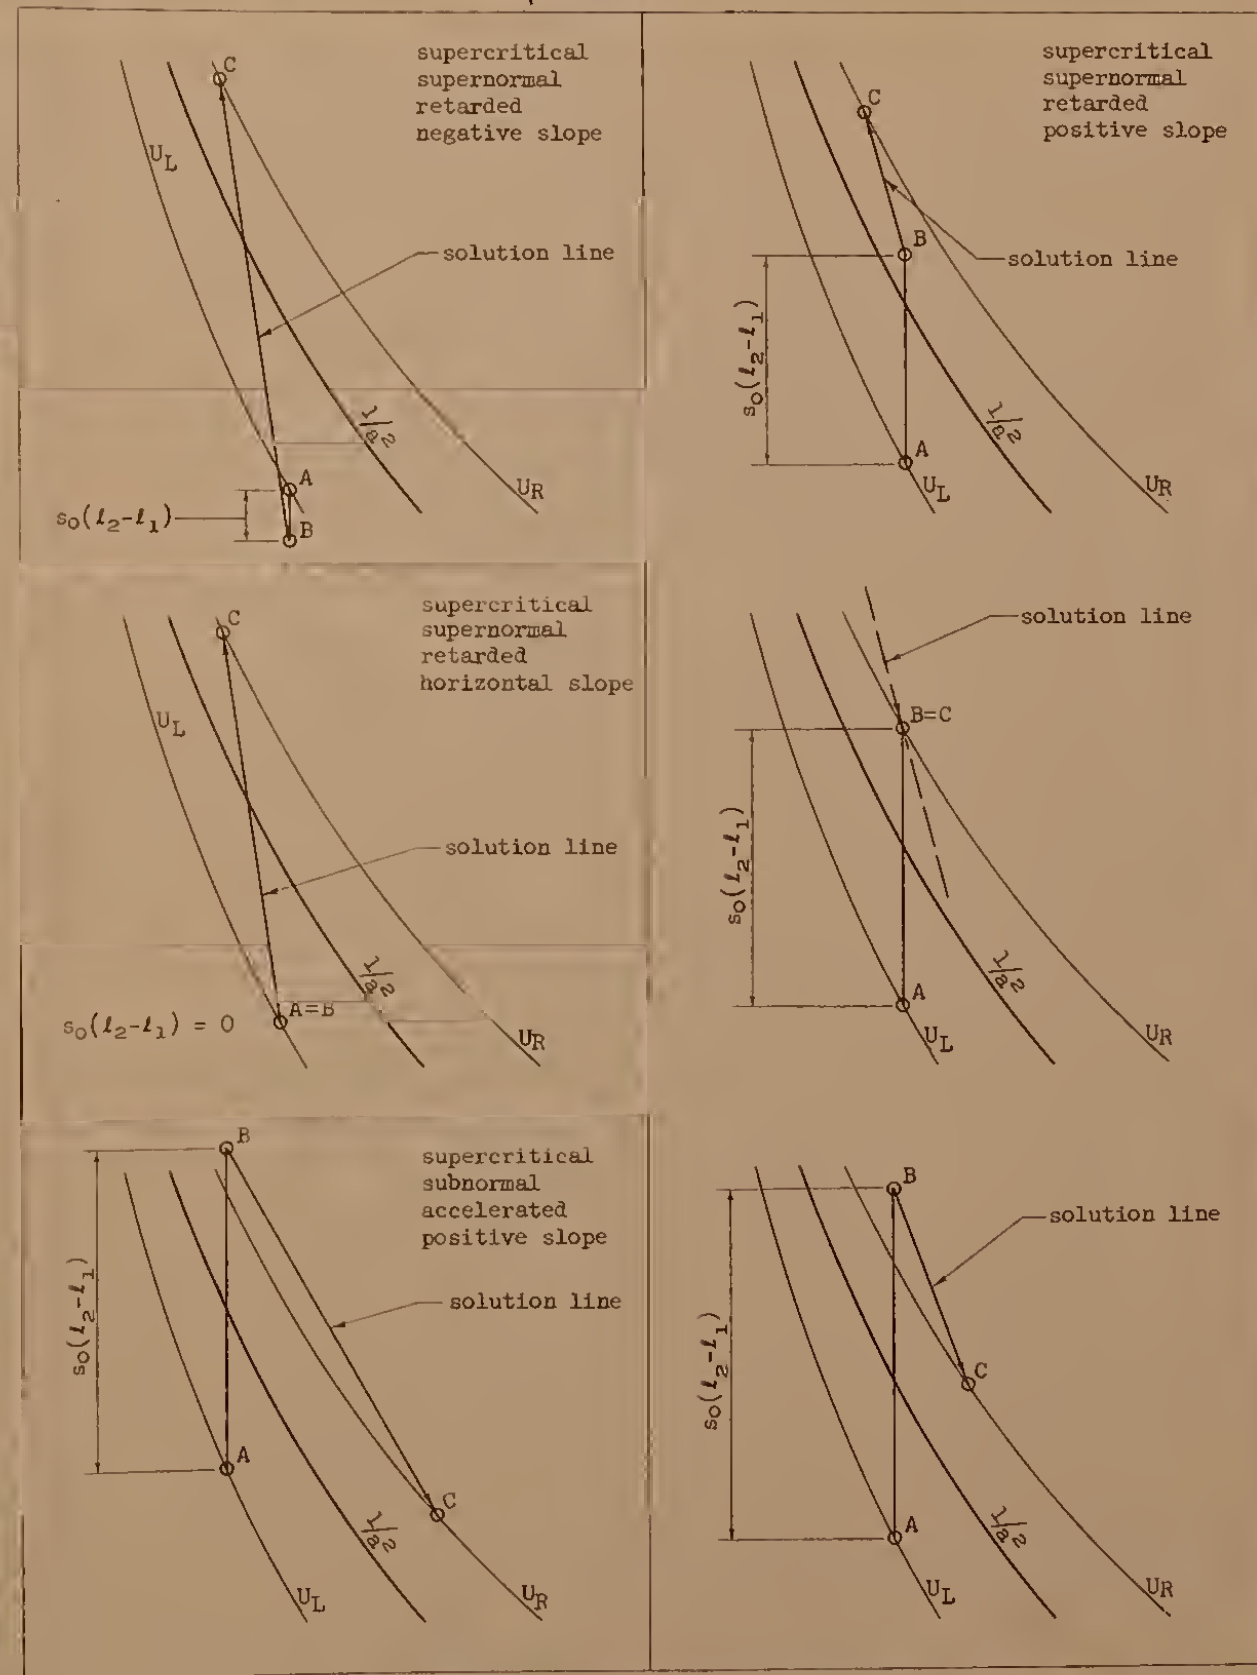 supercritical
supernormal
retarded
negative slope
C
U_L
solution line
1/a²
A
U_R
s₀(ℓ₂-ℓ₁)
B
supercritical
supernormal
retarded
positive slope
C
B
solution line
s₀(ℓ₂-ℓ₁)
1/a²
A
U_L
U_R
supercritical
supernormal
retarded
horizontal slope
C
U_L
solution line
1/a²
A=B
s₀(ℓ₂-ℓ₁) = 0
U_R
solution line
B=C
s₀(ℓ₂-ℓ₁)
1/a²
A
U_L
U_R
B
supercritical
subnormal
accelerated
positive slope
s₀(ℓ₂-ℓ₁)
solution line
A
C
1/a²
U_L
U_R
B
solution line
s₀(ℓ₂-ℓ₁)
C
A
1/a²
U_L
U_R